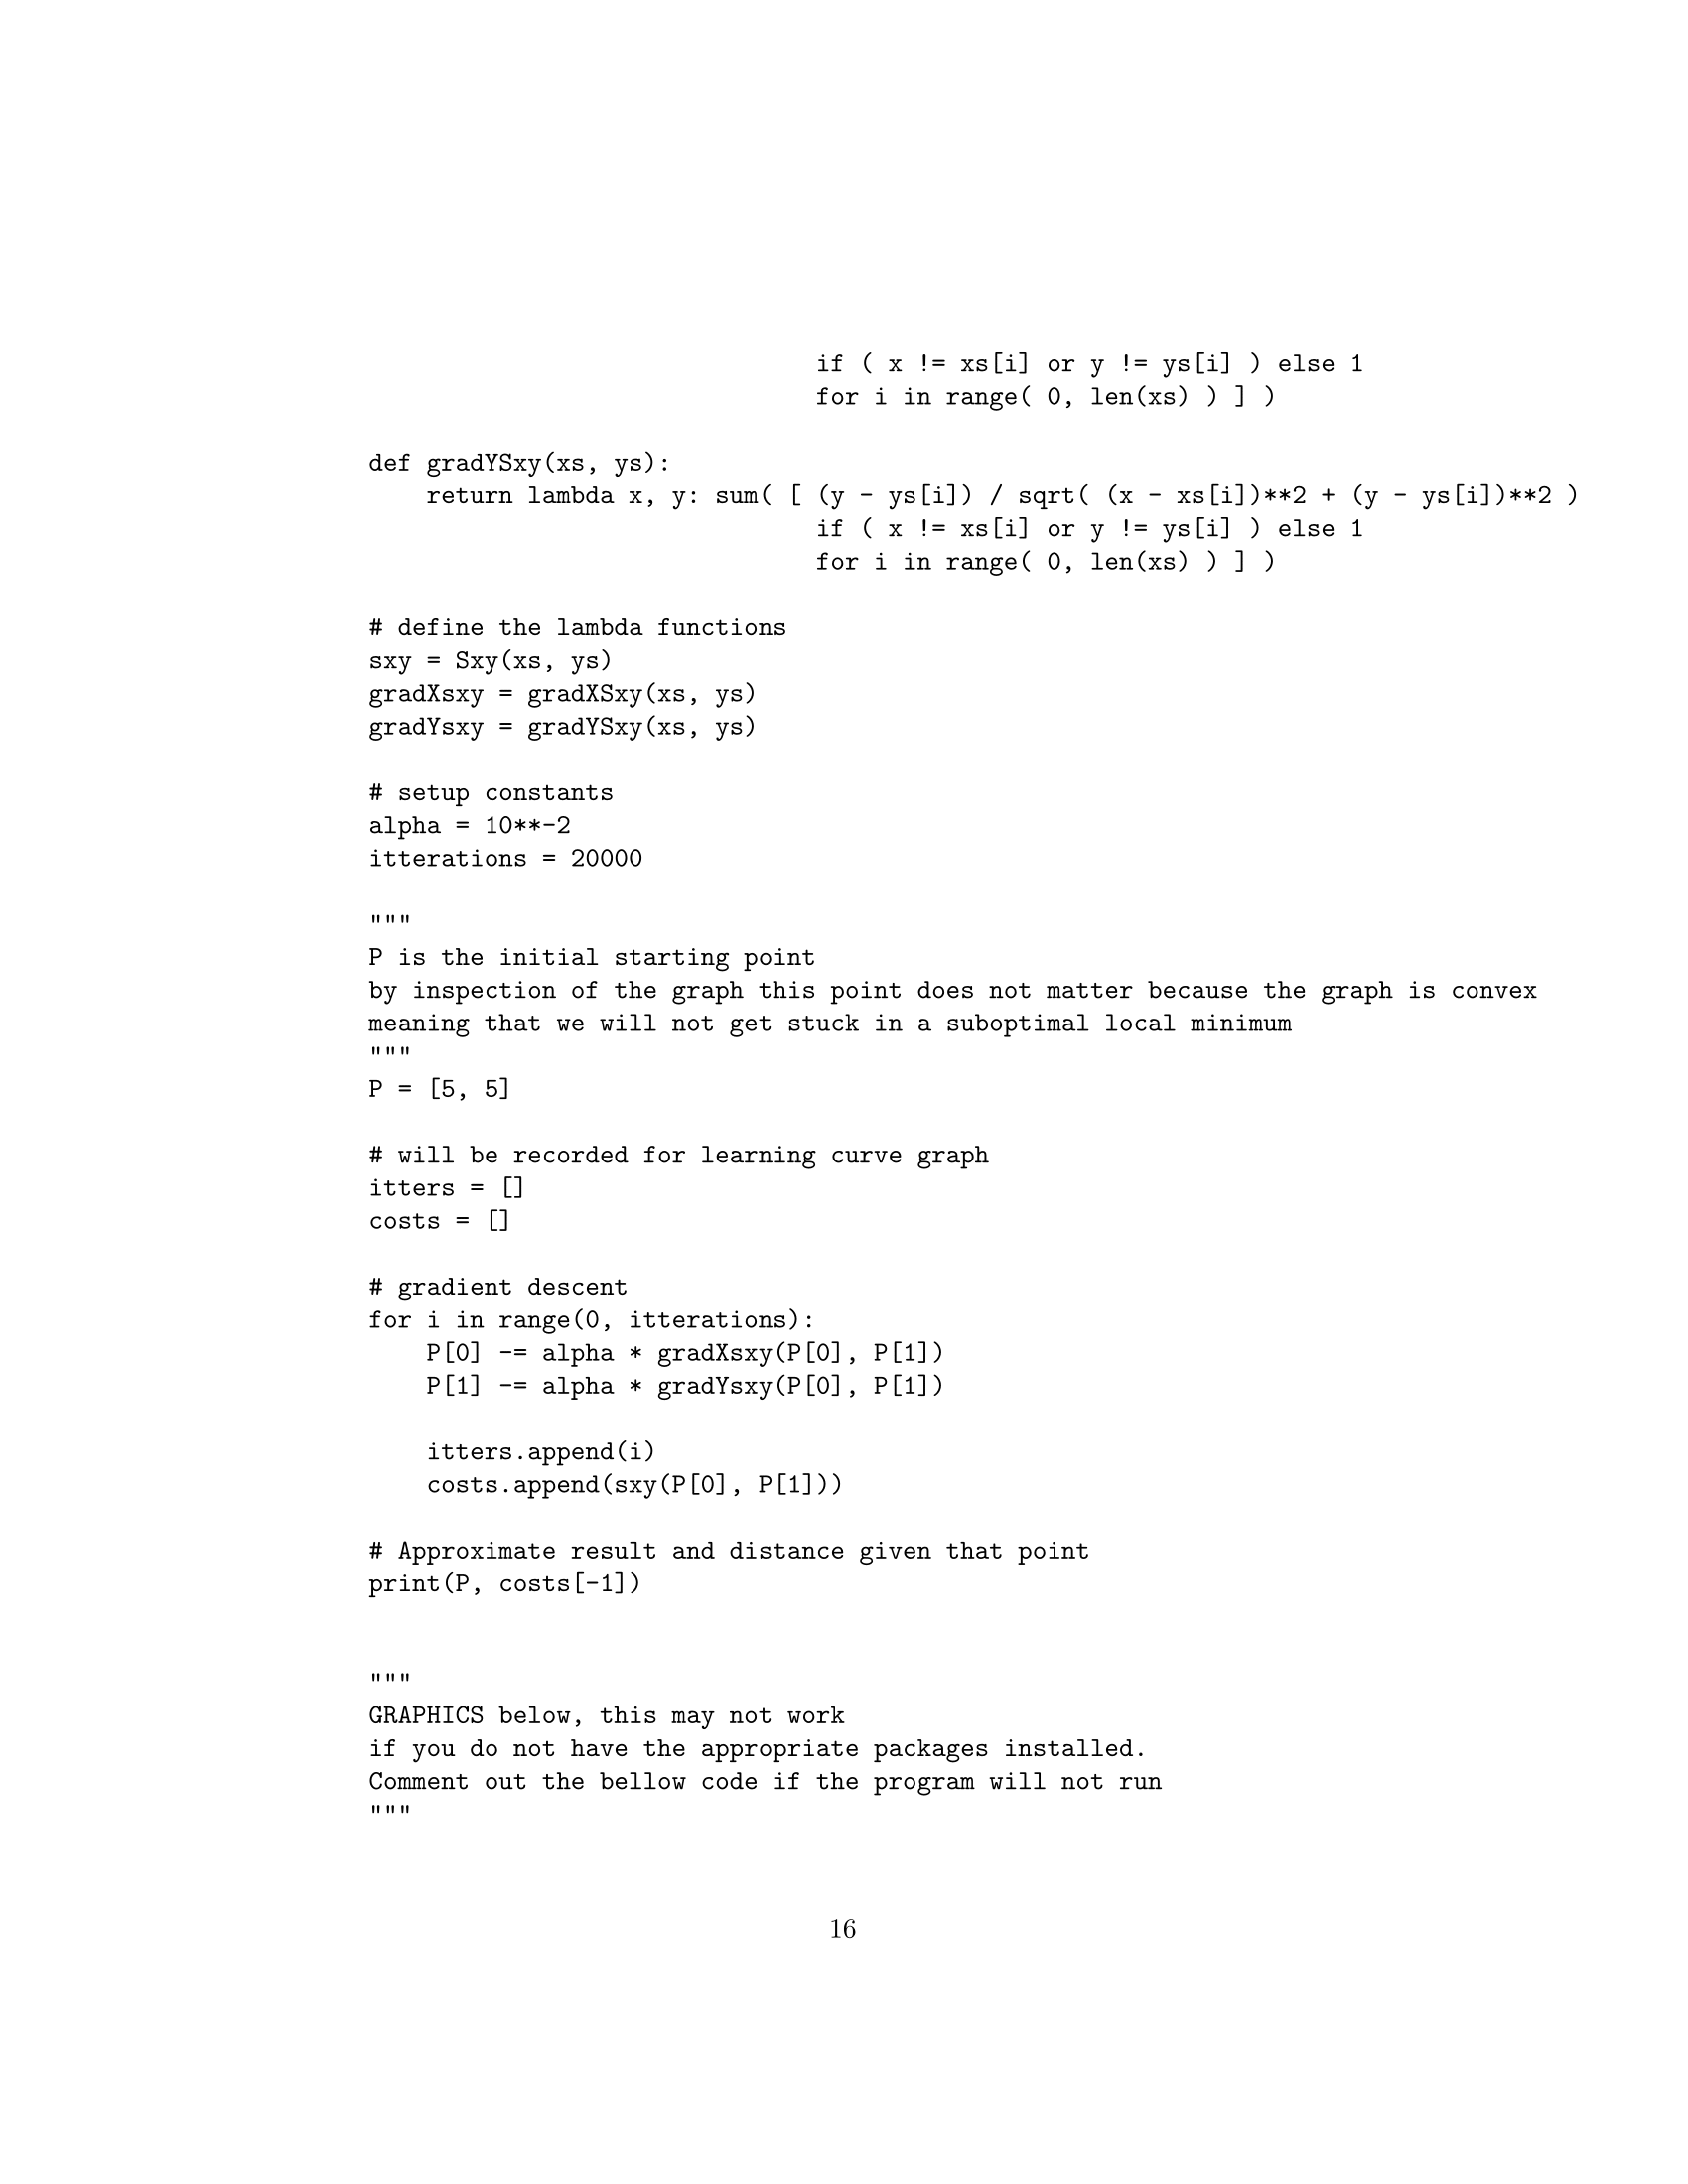 if ( x != xs[i] or y != ys[i] ) else 1
for i in range( 0, len(xs) ) ] )
def gradYSxy(xs, ys):
return lambda x, y: sum( [ (y - ys[i]) / sqrt( (x - xs[i])**2 + (y - ys[i])**2 )
if ( x != xs[i] or y != ys[i] ) else 1
for i in range( 0, len(xs) ) ] )
# define the lambda functions
sxy = Sxy(xs, ys)
gradXsxy = gradXSxy(xs, ys)
gradYsxy = gradYSxy(xs, ys)
# setup constants
alpha = 10**-2
itterations = 20000
"""
P is the initial starting point
by inspection of the graph this point does not matter because the graph is convex
meaning that we will not get stuck in a suboptimal local minimum
"""
P = [5, 5]
# will be recorded for learning curve graph
itters = []
costs = []
# gradient descent
for i in range(0, itterations):
P[0] -= alpha * gradXsxy(P[0], P[1])
P[1] -= alpha * gradYsxy(P[0], P[1])
itters.append(i)
costs.append(sxy(P[0], P[1]))
# Approximate result and distance given that point
print(P, costs[-1])
"""
GRAPHICS below, this may not work
if you do not have the appropriate packages installed.
Comment out the bellow code if the program will not run
"""
16